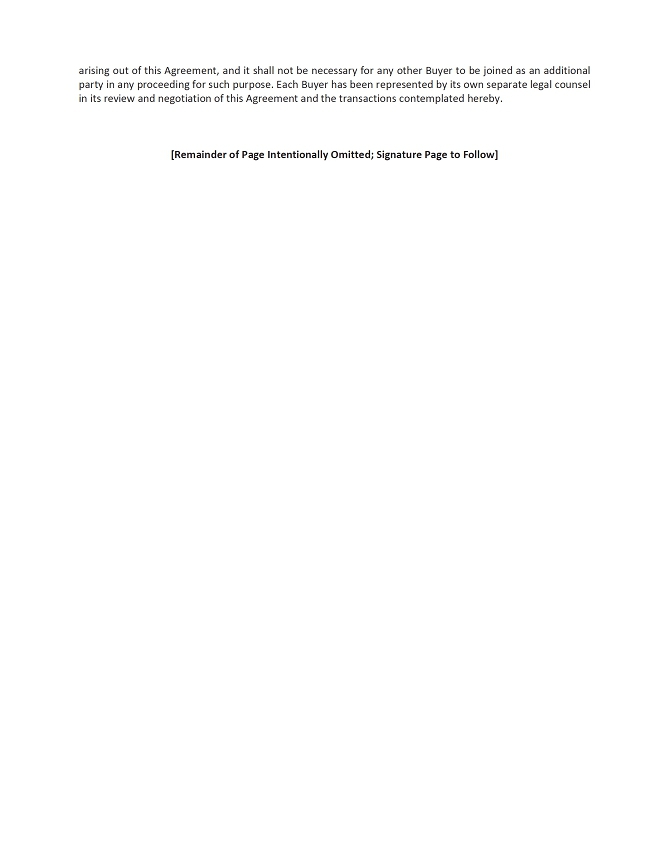 arising out of this Agreement, and it shall not be necessary for any other Buyer to be joined as an additional
party in any proceeding for such purpose. Each Buyer has been represented by its own separate legal counsel
in its review and negotiation of this Agreement and the transactions contemplated hereby.
[Remainder of Page Intentionally Omitted; Signature Page to Follow]